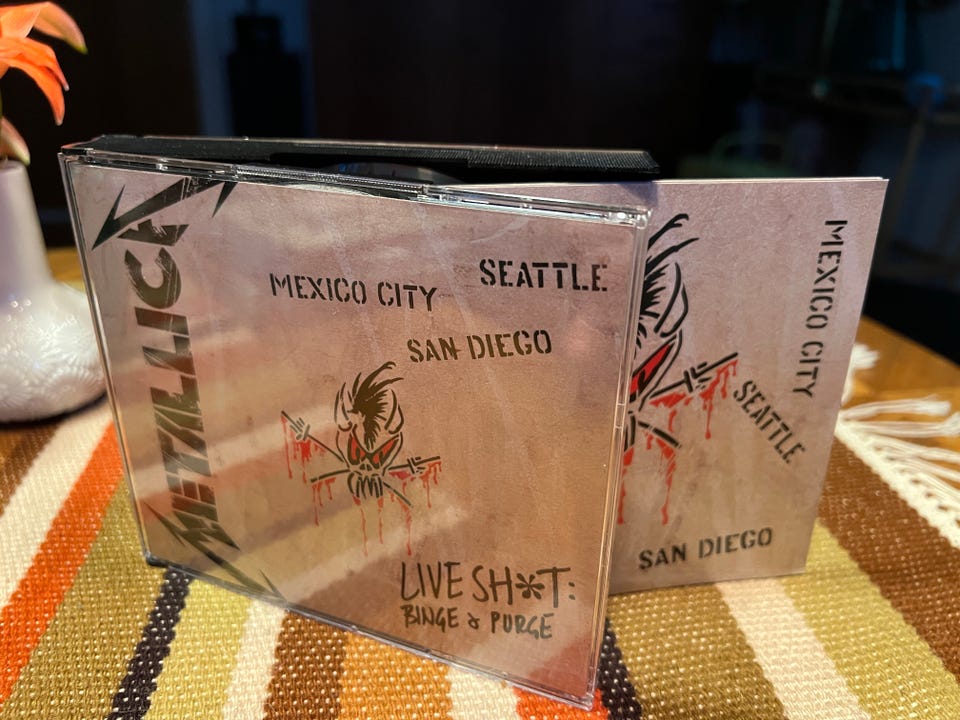 METALLICA
MEXICO CITY
SEATTLE
SAN DIEGO
LIVE SH*T:
BINGE & PURGE
MEXICO CITY
SEATTLE
SAN DIEGO